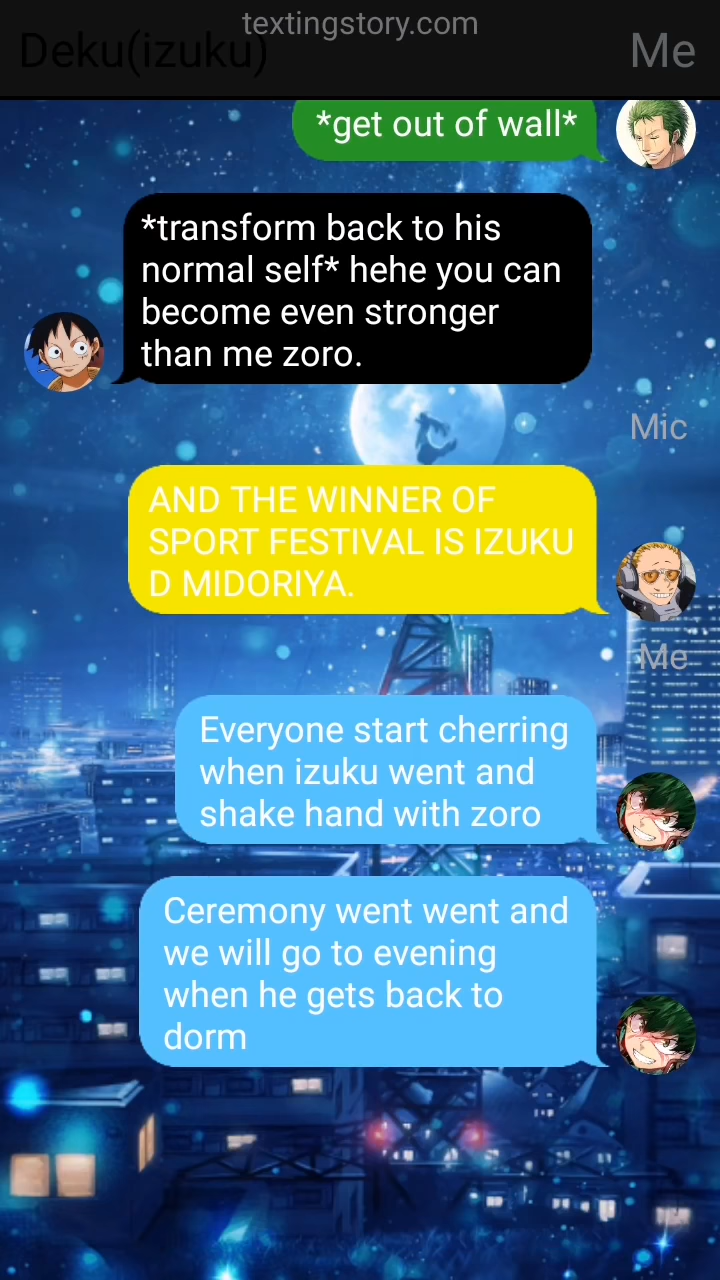 textingstory.com
Deku(izuku)
Me
*get out of wall*
*transform back to his
normal self* hehe you can
become even stronger
than me zoro.
Mic
AND THE WINNER OF
SPORT FESTIVAL IS IZUKU
D MIDORIYA.
Me
Everyone start cherring
when izuku went and
shake hand with zoro
Ceremony went went and
we will go to evening
when he gets back to
dorm